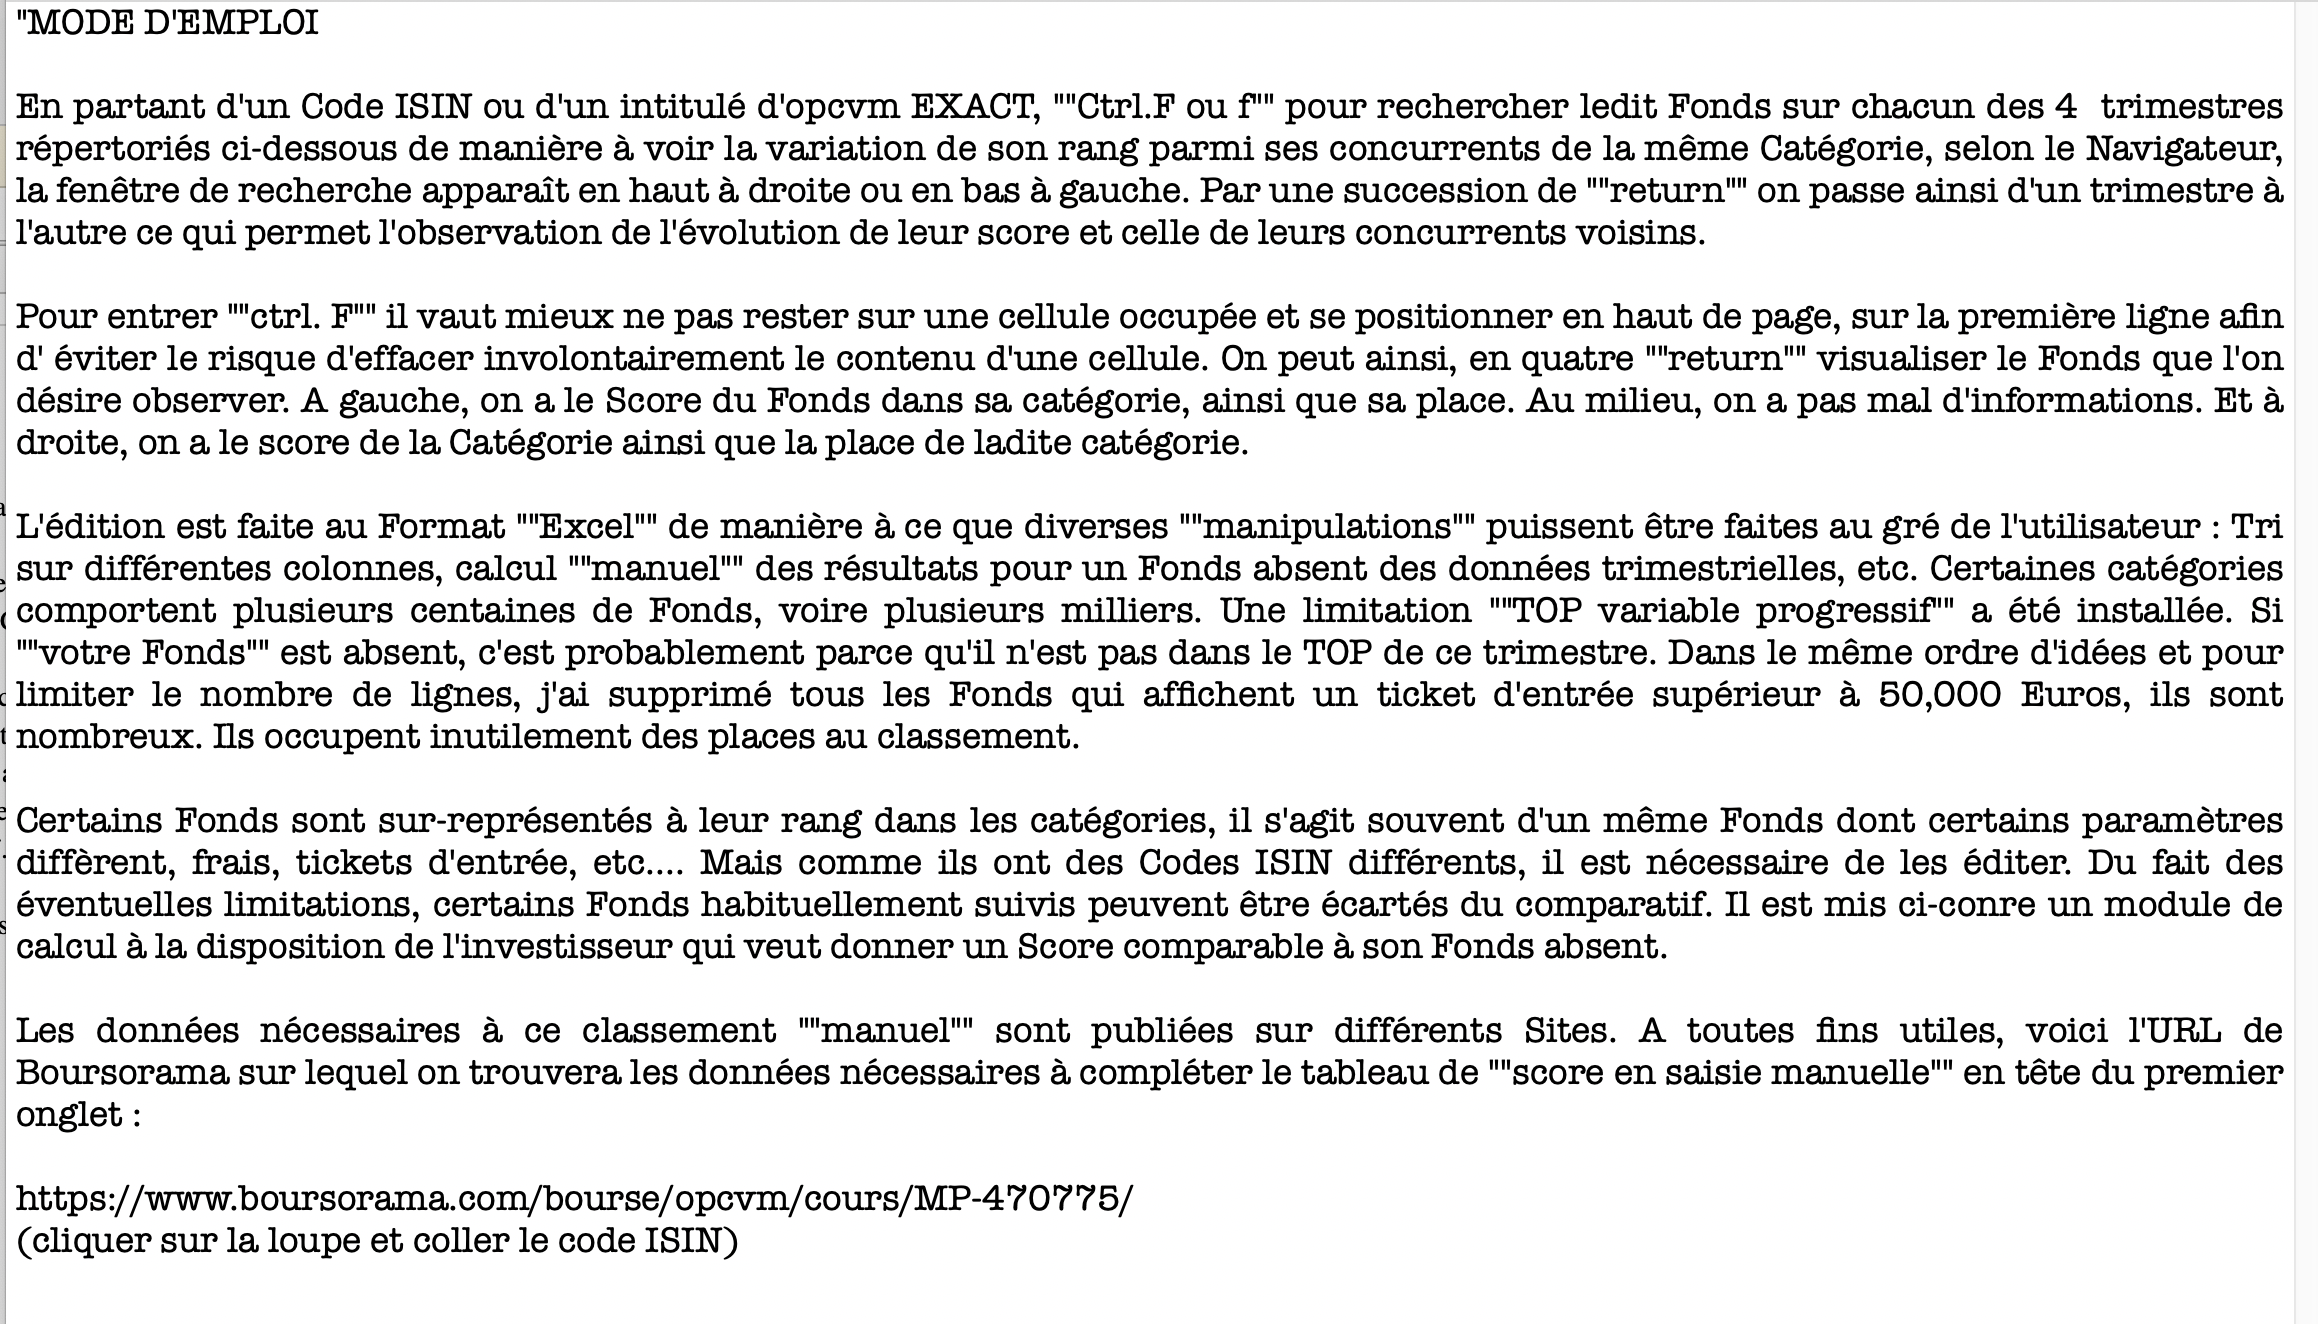 "MODE D'EMPLOI
En partant d'un Code ISIN ou d'un intitulé d'opcvm EXACT, ""Ctrl.F ou f"" pour rechercher ledit Fonds sur chacun des 4  trimestres
répertoriés ci-dessous de manière à voir la variation de son rang parmi ses concurrents de la même Catégorie, selon le Navigateur,
la fenêtre de recherche apparaît en haut à droite ou en bas à gauche. Par une succession de ""return"" on passe ainsi d'un trimestre à
l'autre ce qui permet l'observation de l'évolution de leur score et celle de leurs concurrents voisins.
Pour entrer ""ctrl. F"" il vaut mieux ne pas rester sur une cellule occupée et se positionner en haut de page, sur la première ligne afin
d' éviter le risque d'effacer involontairement le contenu d'une cellule. On peut ainsi, en quatre ""return"" visualiser le Fonds que l'on
désire observer. A gauche, on a le Score du Fonds dans sa catégorie, ainsi que sa place. Au milieu, on a pas mal d'informations. Et à
droite, on a le score de la Catégorie ainsi que la place de ladite catégorie.
L'édition est faite au Format ""Excel"" de manière à ce que diverses ""manipulations"" puissent être faites au gré de l'utilisateur : Tri
sur différentes colonnes, calcul ""manuel"" des résultats pour un Fonds absent des données trimestrielles, etc. Certaines catégories
comportent plusieurs centaines de Fonds, voire plusieurs milliers. Une limitation ""TOP variable progressif"" a été installée. Si
""votre Fonds"" est absent, c'est probablement parce qu'il n'est pas dans le TOP de ce trimestre. Dans le même ordre d'idées et pour
limiter le nombre de lignes, j'ai supprimé tous les Fonds qui affichent un ticket d'entrée supérieur à 50,000 Euros, ils sont
nombreux. Ils occupent inutilement des places au classement.
Certains Fonds sont sur-représentés à leur rang dans les catégories, il s'agit souvent d'un même Fonds dont certains paramètres
diffèrent, frais, tickets d'entrée, etc.... Mais comme ils ont des Codes ISIN différents, il est nécessaire de les éditer. Du fait des
éventuelles limitations, certains Fonds habituellement suivis peuvent être écartés du comparatif. Il est mis ci-conre un module de
calcul à la disposition de l'investisseur qui veut donner un Score comparable à son Fonds absent.
Les données nécessaires à ce classement ""manuel"" sont publiées sur différents Sites. A toutes fins utiles, voici l'URL de
Boursorama sur lequel on trouvera les données nécessaires à compléter le tableau de ""score en saisie manuelle"" en tête du premier
onglet :
https://www.boursorama.com/bourse/opcvm/cours/MP-470775/
(cliquer sur la loupe et coller le code ISIN)